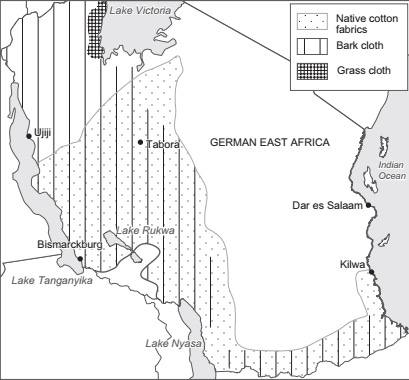 Lake Victoria
Native cotton
fabrics
Bark cloth
Grass cloth
Ujiji
Tabora
GERMAN EAST AFRICA
Indian
Ocean
Dar es Salaam
Lake Rukwa
Bismarckburg
Kilwa
Lake Tanganyika
Lake Nyasa